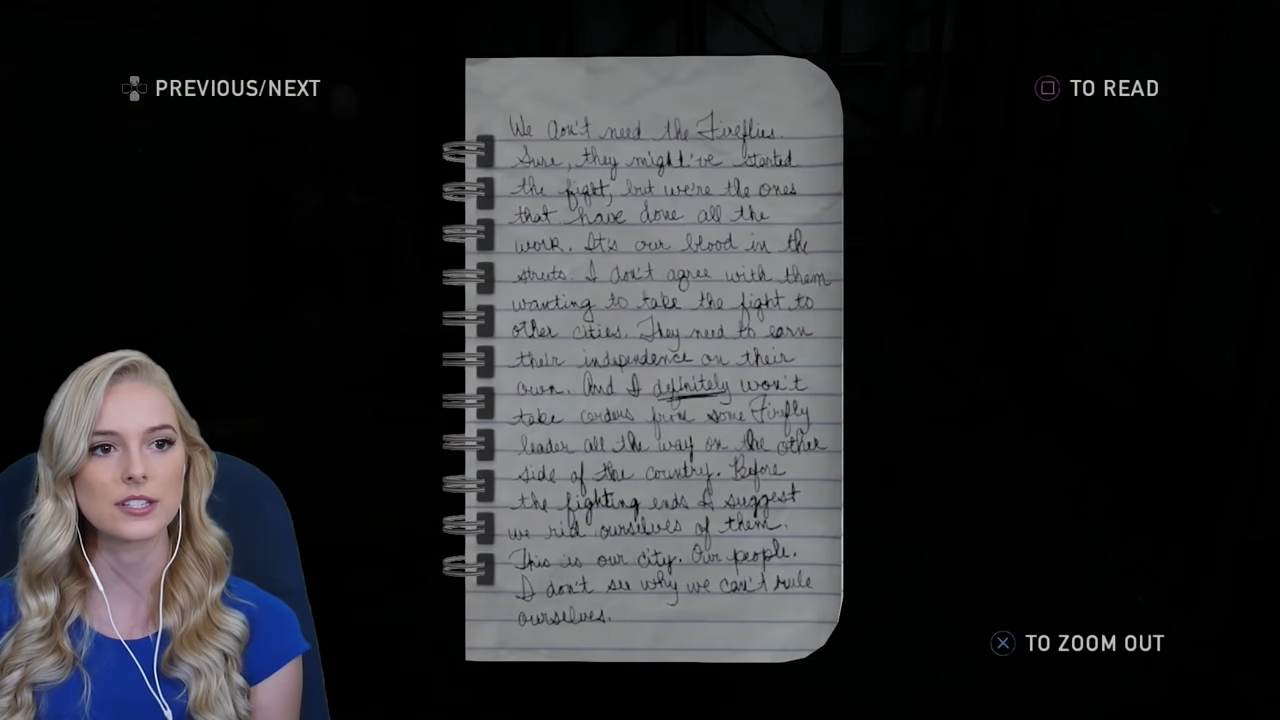 PREVIOUS/NEXT
TO READ
We don't need the Fireflies.
Sure, they might've started
the fight, but we're the ones
that have done all the
work. It's our blood in the
streets. I don't agree with them
wanting to take the fight to
other cities. They need to earn
their independence on their
own. And I definitely won't
take orders from some Firefly
leader all the way on the other
side of the country. Before
the fighting ends I suggest
we rid ourselves of them.
This is our city. Our people.
I don't see why we can't rule
ourselves.
TO ZOOM OUT